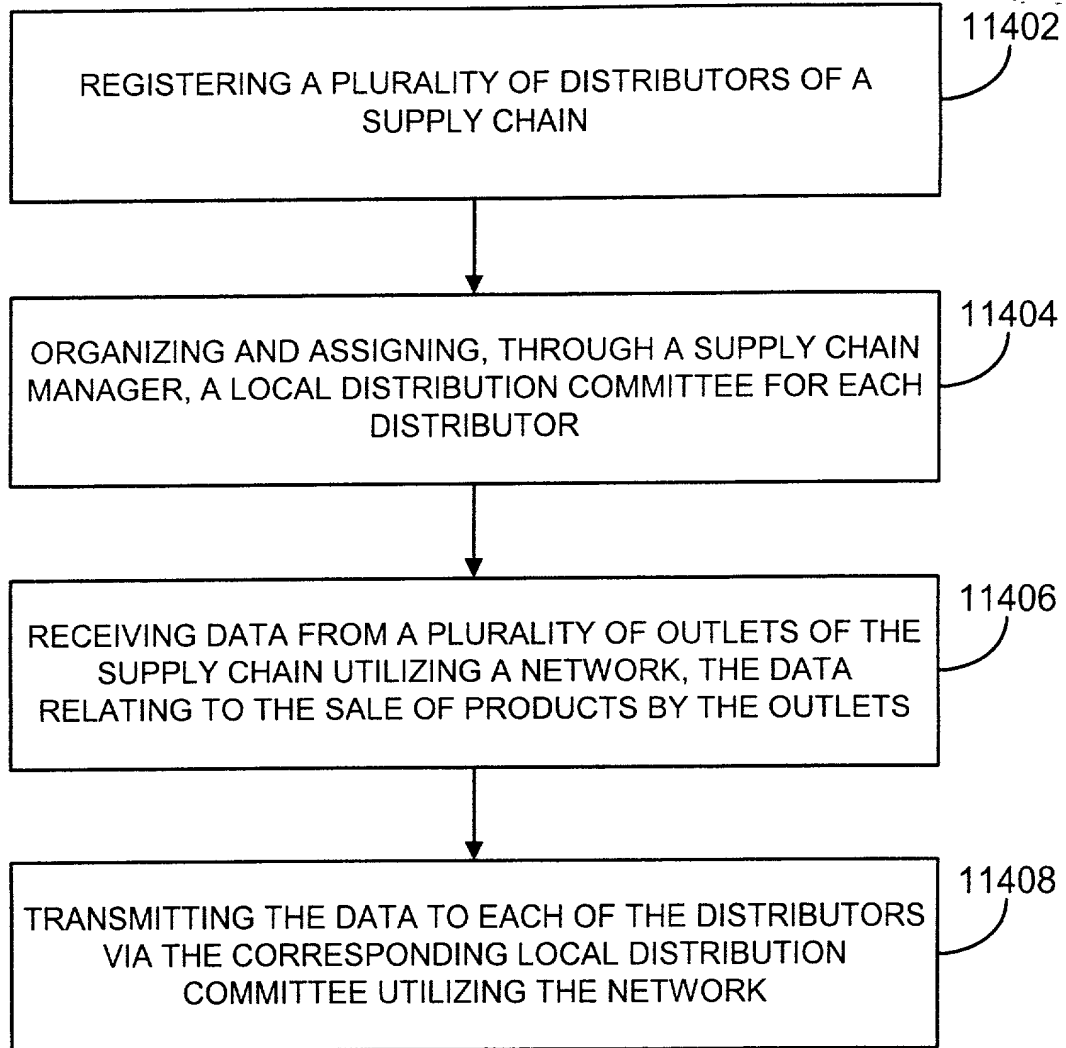 11402
REGISTERING A PLURALITY OF DISTRIBUTORS OF A
SUPPLY CHAIN
11404
ORGANIZING AND ASSIGNING, THROUGH A SUPPLY CHAIN
MANAGER, A LOCAL DISTRIBUTION COMMITTEE FOR EACH
DISTRIBUTOR
11406
RECEIVING DATA FROM A PLURALITY OF OUTLETS OF THE
SUPPLY CHAIN UTILIZING A NETWORK, THE DATA
RELATING TO THE SALE OF PRODUCTS BY THE OUTLETS
11408
TRANSMITTING THE DATA TO EACH OF THE DISTRIBUTORS
VIA THE CORRESPONDING LOCAL DISTRIBUTION
COMMITTEE UTILIZING THE NETWORK